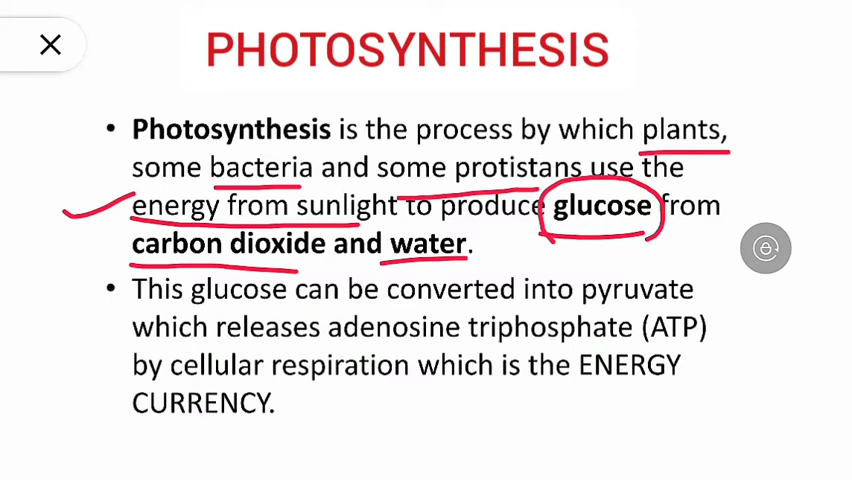 PHOTOSYNTHESIS
• Photosynthesis is the process by which plants,
some bacteria and some protistans use the
energy from sunlight to produce glucose from
carbon dioxide and water.
• This glucose can be converted into pyruvate
which releases adenosine triphosphate (ATP)
by cellular respiration which is the ENERGY
CURRENCY.